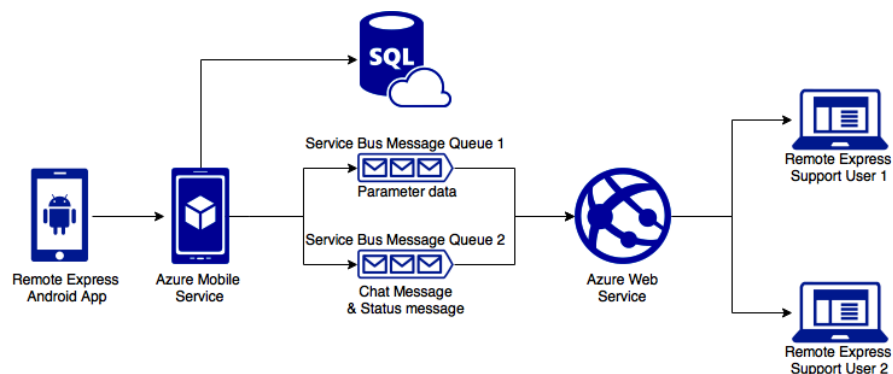 SQL
Service Bus Message Queue 1
Parameter data
Remote Express
Support User 1
Service Bus Message Queue 2
Chat Message
& Status message
Remote Express
Android App
Azure Mobile
Service
Azure Web
Service
Remote Express
Support User 2